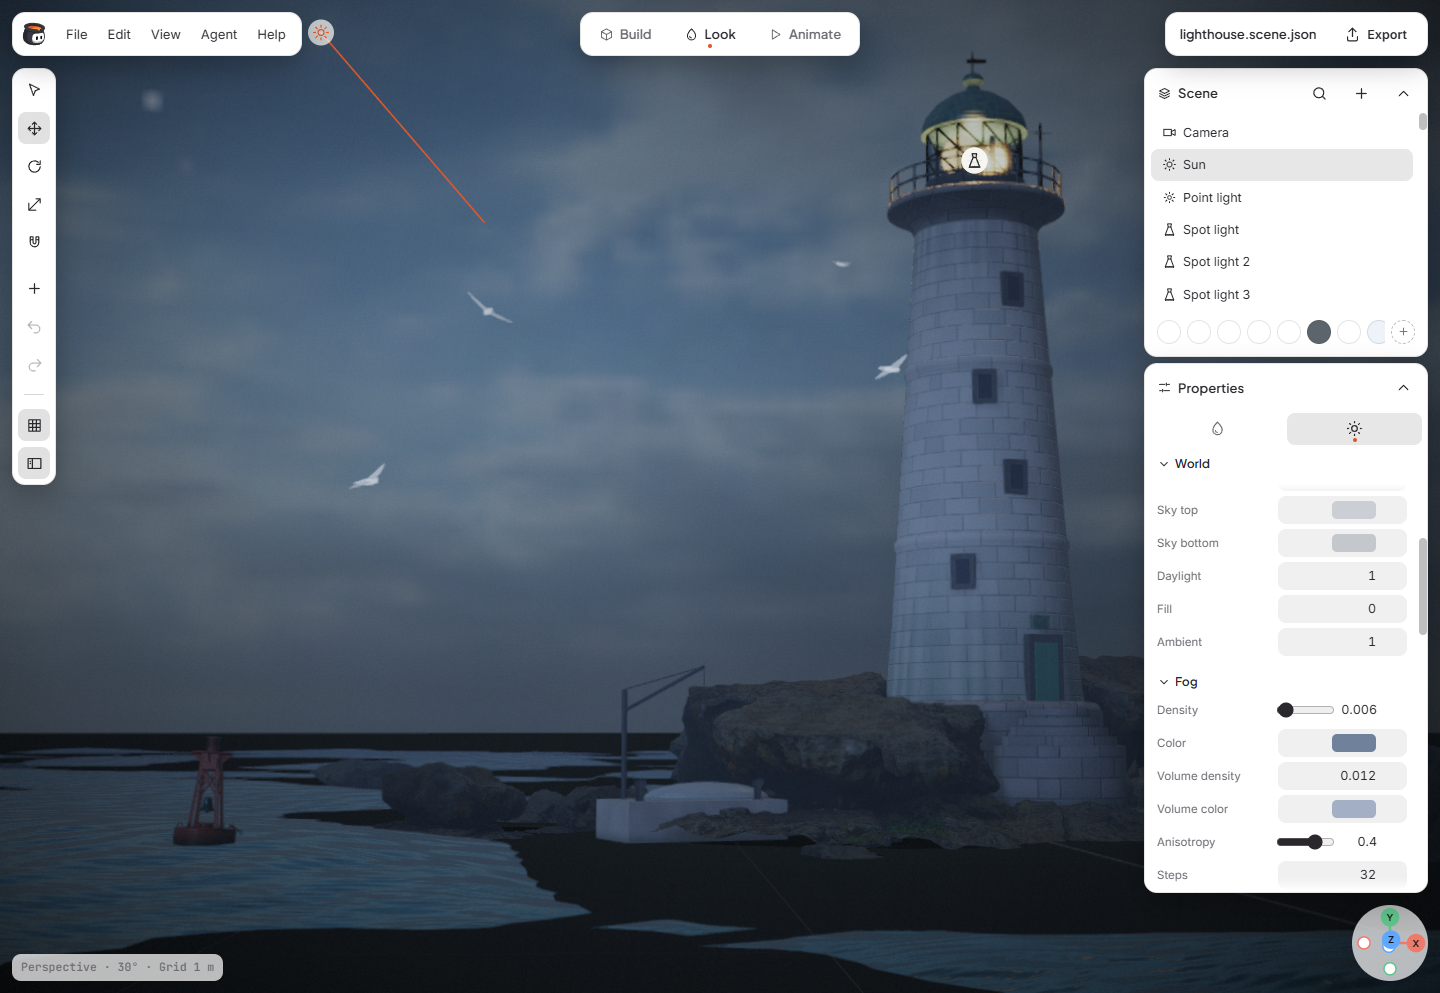 File Edit View Agent Help
Build Look Animate
lighthouse.scene.json Export
Scene
Camera
Sun
Point light
Spot light
Spot light 2
Spot light 3
Properties
World
Sky top
Sky bottom
Daylight 1
Fill 0
Ambient 1
Fog
Density 0.006
Color
Volume density 0.012
Volume color
Anisotropy 0.4
Steps 32
Y
Z
X
Perspective · 30° · Grid 1 m